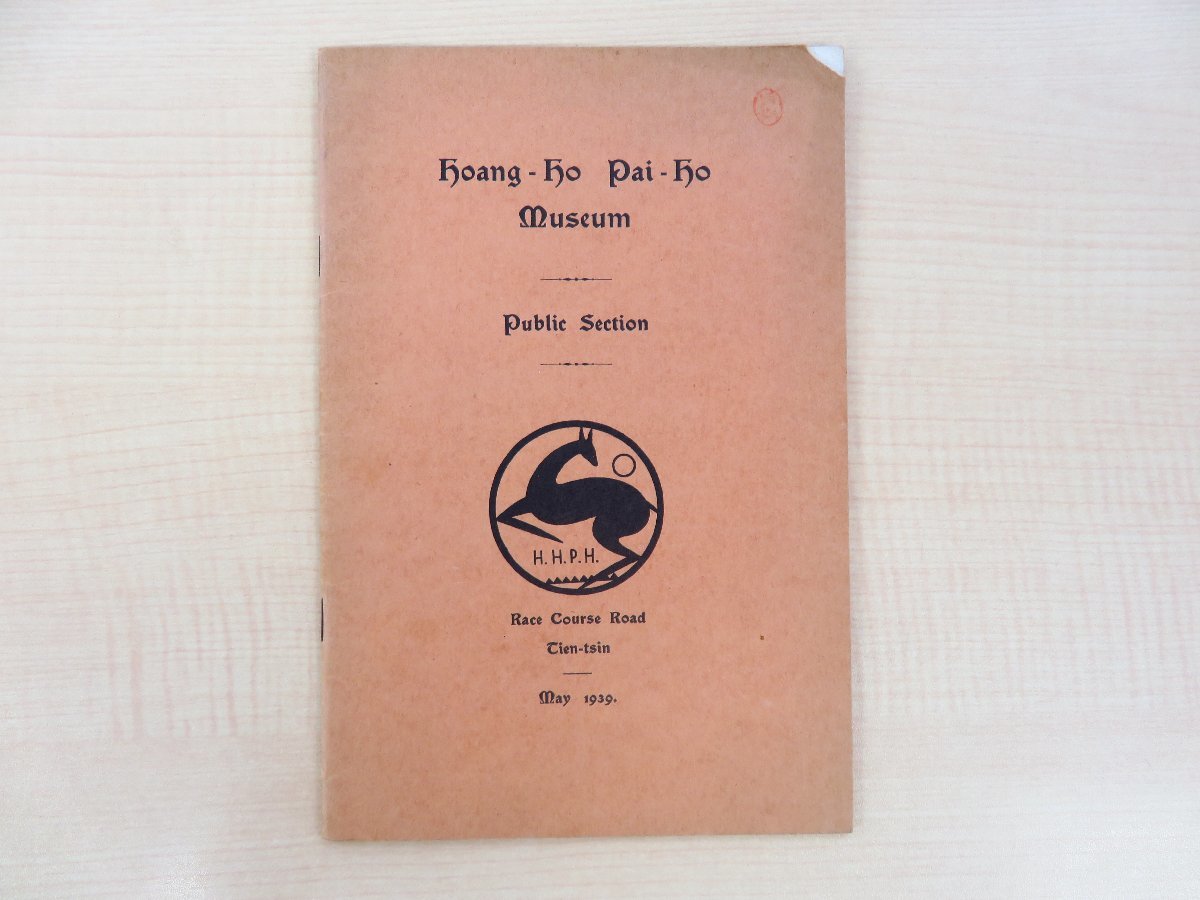 Hoang-Ho Pai-Ho
Museum
Public Section
H. H. P. H.
Race Course Road
Tien-tsin
May 1939.